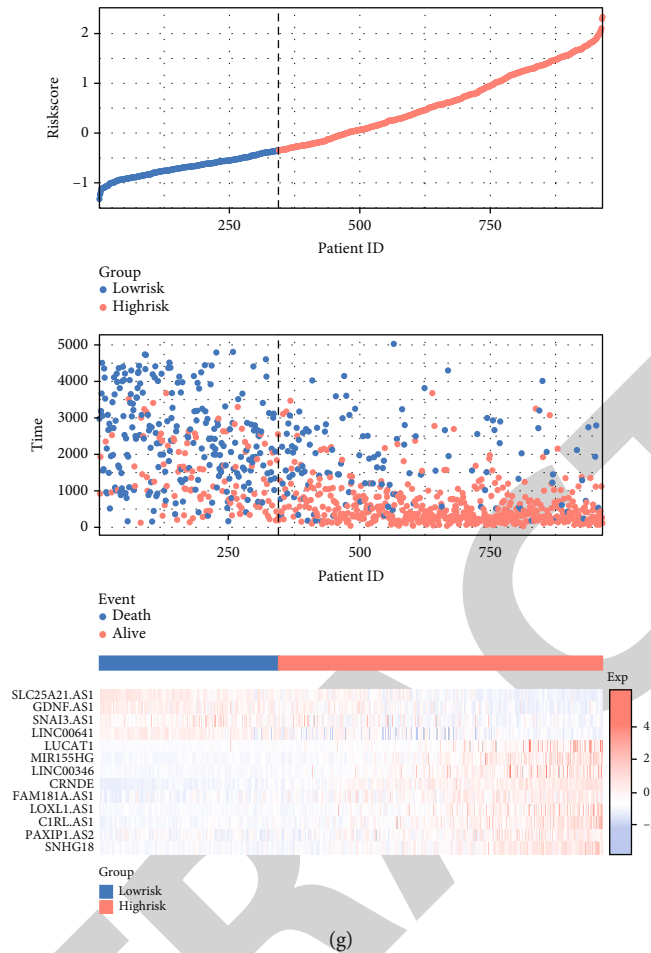 2
1
0
−1
Riskscore
250
500
750
Patient ID
Group
Lowrisk
Highrisk
5000
4000
3000
2000
1000
0
Time
250
500
750
Patient ID
Event
Death
Alive
Exp
SLC25A21.AS1
GDNF.AS1
SNAI3.AS1
LINC00641
LUCAT1
MIR155HG
LINC00346
CRNDE
FAM181A.AS1
LOXL1.AS1
C1RL.AS1
PAXIP1.AS2
SNHG18
4
2
0
−
Group
Lowrisk
Highrisk
(g)